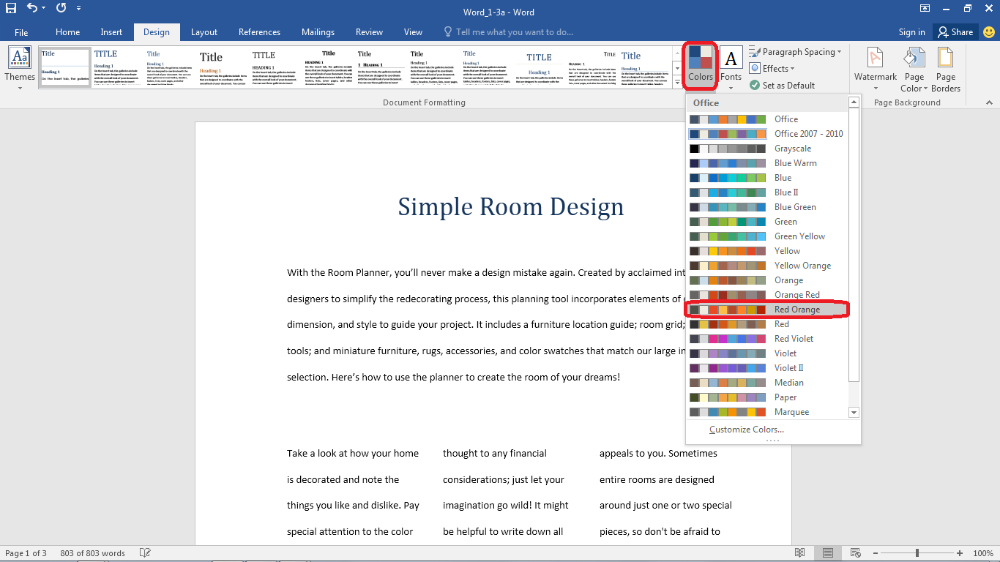 Word_1-3a - Word
File Home Insert Design Layout References Mailings Review View Tell me what you want to do... Sign in Share
Themes
Title
Heading 1
TITLE
Heading 1
Title
Heading 1
Title
HEADING 1
TITLE
HEADING 1
Title
HEADING 1
Title
1 HEADING 1
Title
Heading 1
Title
Heading 1
TITLE
Heading 1
TITLE
HEADING 1
Title
Heading 1
Colors
Fonts
Paragraph Spacing
Effects
Set as Default
Watermark
Page Color
Page Borders
Document Formatting
Page Background
Office
Office
Office 2007 - 2010
Grayscale
Blue Warm
Blue
Blue II
Blue Green
Green
Green Yellow
Yellow
Yellow Orange
Orange
Orange Red
Red Orange
Red
Red Violet
Violet
Violet II
Median
Paper
Marquee
Customize Colors...
Simple Room Design
With the Room Planner, you’ll never make a design mistake again. Created by acclaimed int
designers to simplify the redecorating process, this planning tool incorporates elements of
dimension, and style to guide your project. It includes a furniture location guide; room grid;
tools; and miniature furniture, rugs, accessories, and color swatches that match our large in
selection. Here’s how to use the planner to create the room of your dreams!
Take a look at how your home
is decorated and note the
things you like and dislike. Pay
special attention to the color
thought to any financial
considerations; just let your
imagination go wild! It might
be helpful to write down all
appeals to you. Sometimes
entire rooms are designed
around just one or two special
pieces, so don't be afraid to
Page 1 of 3 803 of 803 words 100%